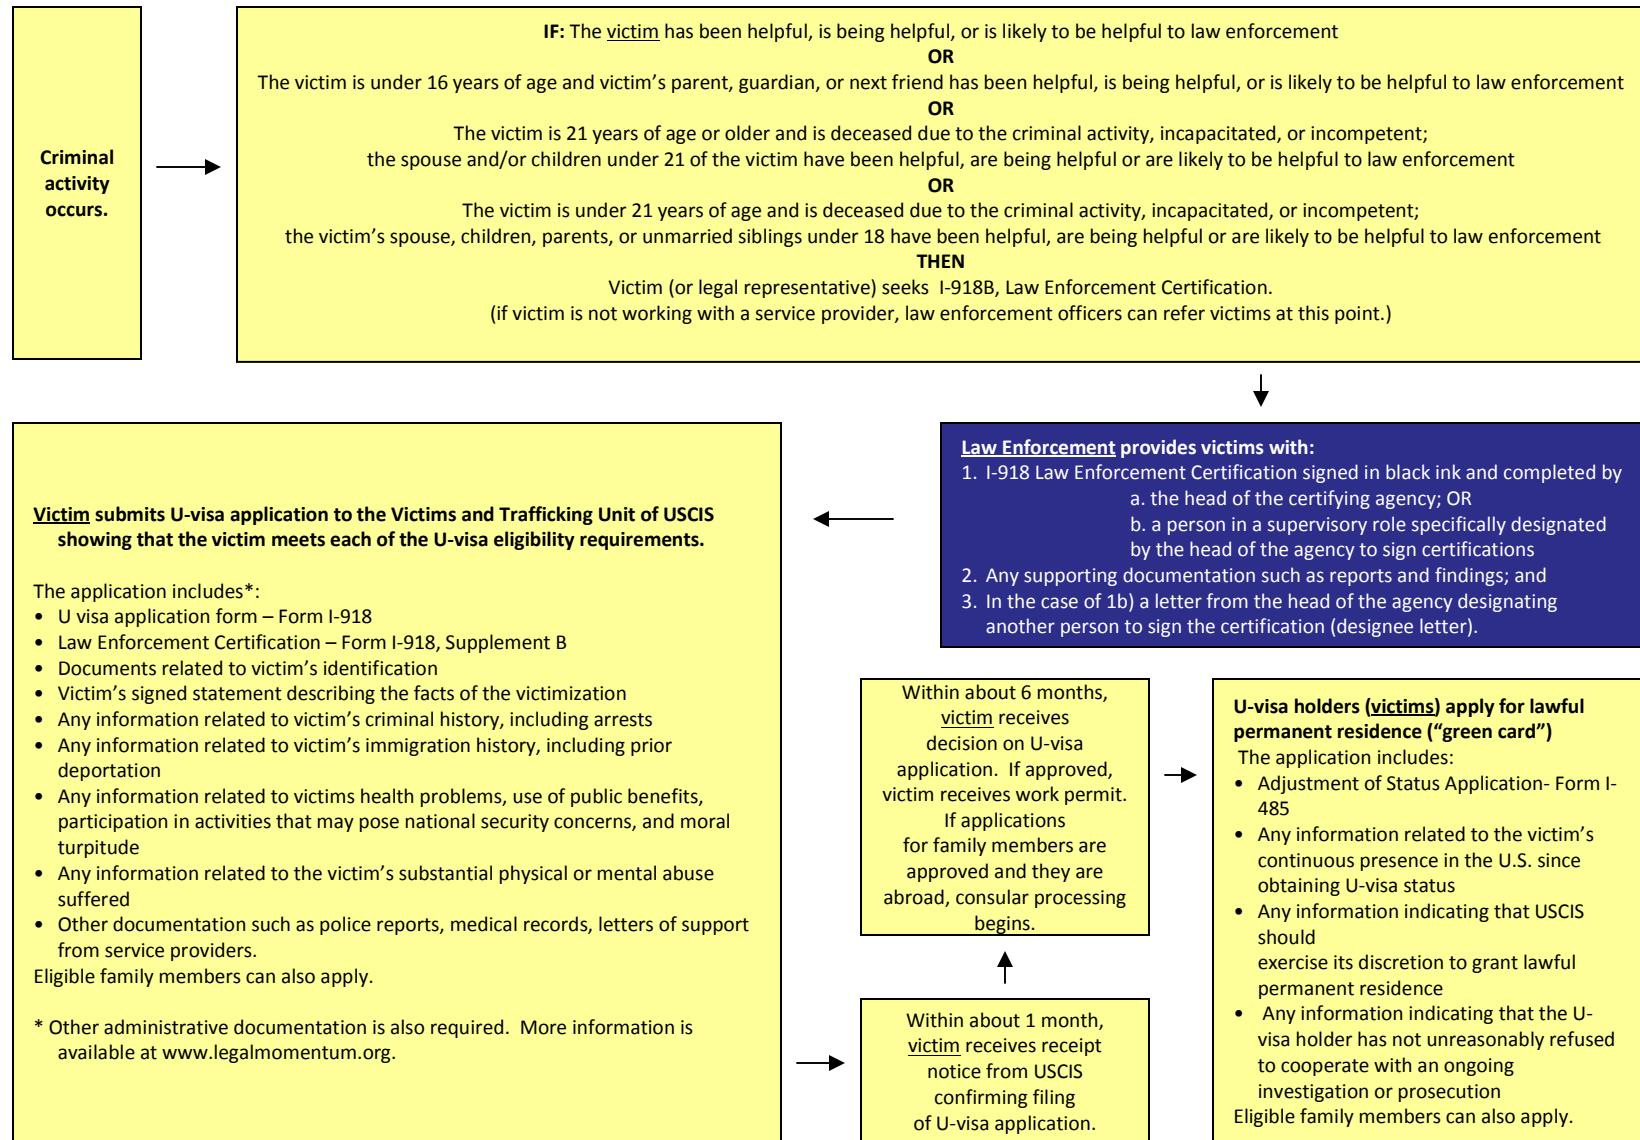 Criminal
activity
occurs.
IF: The victim has been helpful, is being helpful, or is likely to be helpful to law enforcement
OR
The victim is under 16 years of age and victim’s parent, guardian, or next friend has been helpful, is being helpful, or is likely to be helpful to law enforcement
OR
The victim is 21 years of age or older and is deceased due to the criminal activity, incapacitated, or incompetent;
the spouse and/or children under 21 of the victim have been helpful, are being helpful or are likely to be helpful to law enforcement
OR
The victim is under 21 years of age and is deceased due to the criminal activity, incapacitated, or incompetent;
the victim’s spouse, children, parents, or unmarried siblings under 18 have been helpful, are being helpful or are likely to be helpful to law enforcement
THEN
Victim (or legal representative) seeks I-918B, Law Enforcement Certification.
(if victim is not working with a service provider, law enforcement officers can refer victims at this point.)
Law Enforcement provides victims with:
1. I-918 Law Enforcement Certification signed in black ink and completed by
a. the head of the certifying agency; OR
b. a person in a supervisory role specifically designated
by the head of the agency to sign certifications
2. Any supporting documentation such as reports and findings; and
3. In the case of 1b) a letter from the head of the agency designating
another person to sign the certification (designee letter).
Victim submits U-visa application to the Victims and Trafficking Unit of USCIS
showing that the victim meets each of the U-visa eligibility requirements.
The application includes*:
• U visa application form – Form I-918
• Law Enforcement Certification – Form I-918, Supplement B
• Documents related to victim’s identification
• Victim’s signed statement describing the facts of the victimization
• Any information related to victim’s criminal history, including arrests
• Any information related to victim’s immigration history, including prior
deportation
• Any information related to victims health problems, use of public benefits,
participation in activities that may pose national security concerns, and moral
turpitude
• Any information related to the victim’s substantial physical or mental abuse
suffered
• Other documentation such as police reports, medical records, letters of support
from service providers.
Eligible family members can also apply.
* Other administrative documentation is also required. More information is
available at www.legalmomentum.org.
Within about 1 month,
victim receives receipt
notice from USCIS
confirming filing
of U-visa application.
Within about 6 months,
victim receives
decision on U-visa
application. If approved,
victim receives work permit.
If applications
for family members are
approved and they are
abroad, consular processing
begins.
U-visa holders (victims) apply for lawful
permanent residence (“green card”)
The application includes:
• Adjustment of Status Application- Form I-
485
• Any information related to the victim’s
continuous presence in the U.S. since
obtaining U-visa status
• Any information indicating that USCIS
should
exercise its discretion to grant lawful
permanent residence
• Any information indicating that the U-
visa holder has not unreasonably refused
to cooperate with an ongoing
investigation or prosecution
Eligible family members can also apply.